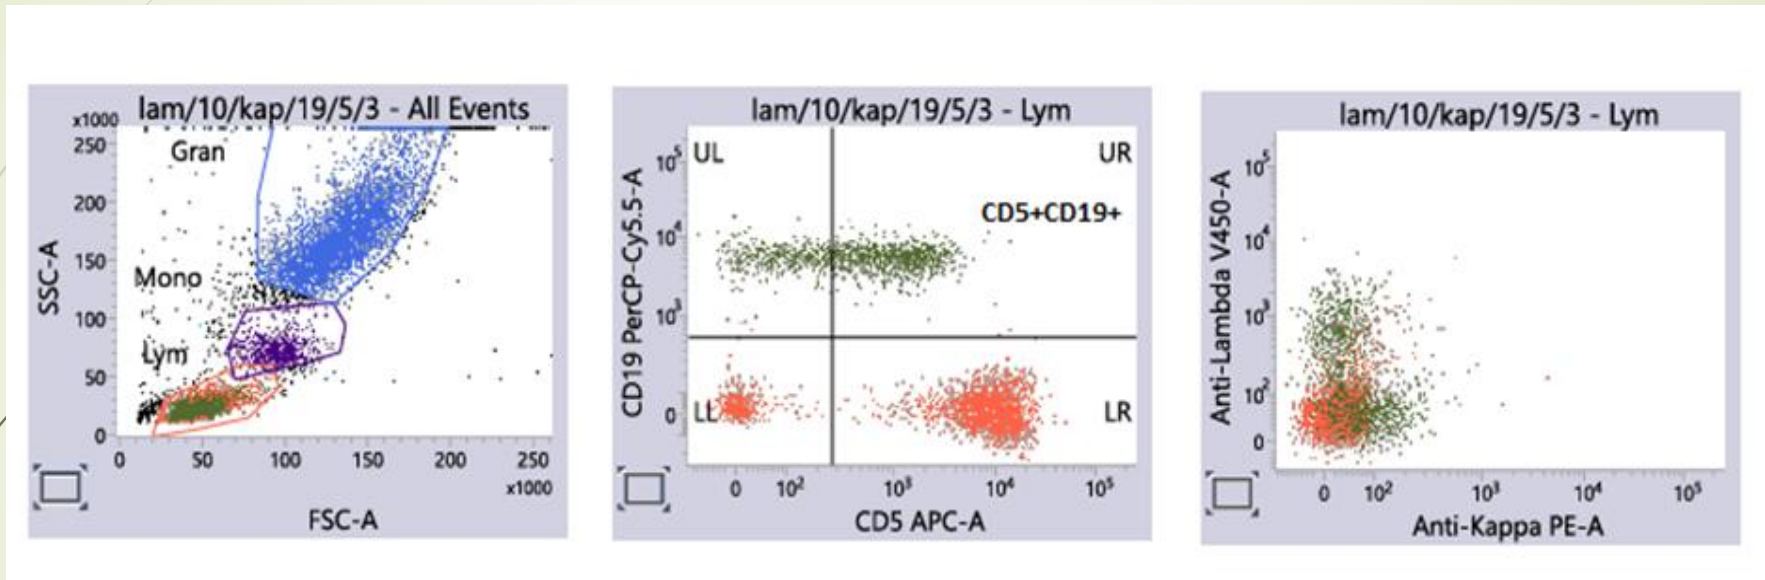 lam/10/kap/19/5/3 - All Events
x1000
250
200
150
100
50
0
SSC-A
Gran
Mono
Lym
0 50 100 150 200 250
x1000
FSC-A
lam/10/kap/19/5/3 - Lym
UL UR
CD5+CD19+
LL LR
10⁵
10⁴
10³
0
CD19 PerCP-Cy5.5-A
0 10² 10³ 10⁴ 10⁵
CD5 APC-A
lam/10/kap/19/5/3 - Lym
10⁵
10⁴
10³
10²
0
Anti-Lambda V450-A
0 10² 10³ 10⁴ 10⁵
Anti-Kappa PE-A